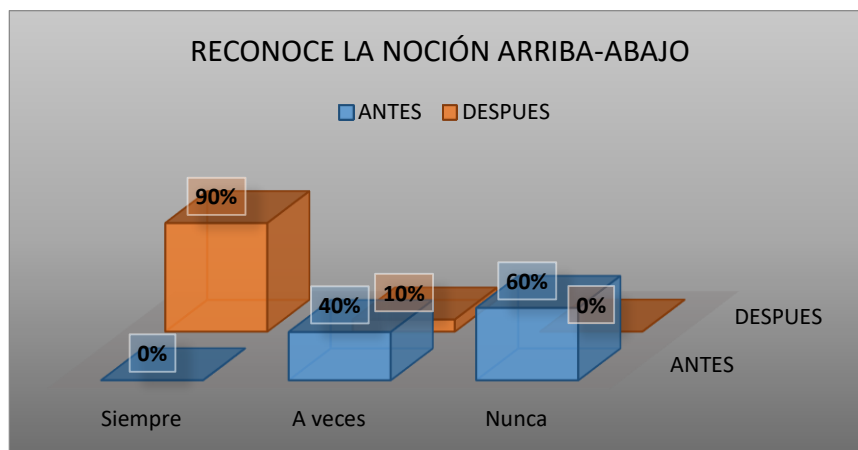 RECONOCE LA NOCIÓN ARRIBA-ABAJO
ANTES DESPUES
90%
40% 10% 60% 0%
0%
DESPUES
ANTES
Siempre A veces Nunca